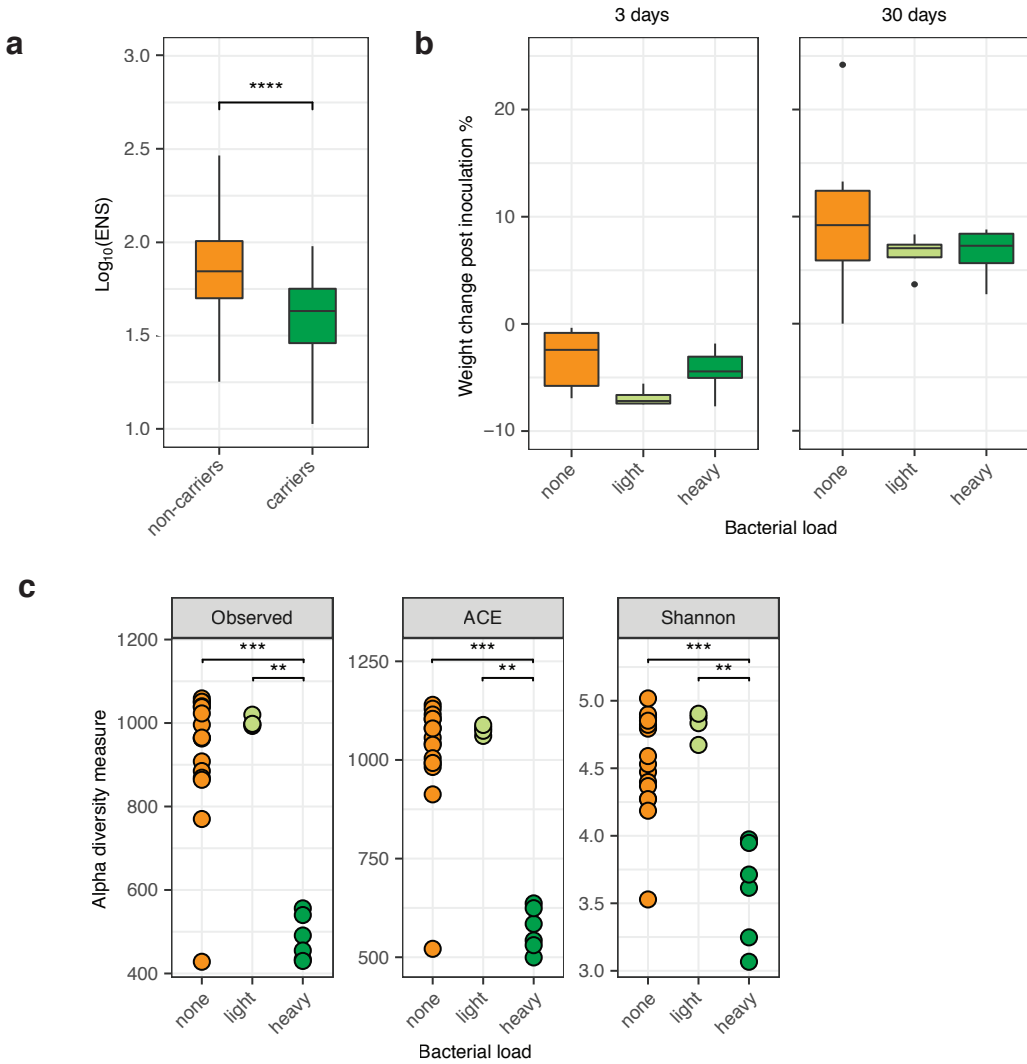 a
3.0
2.5
2.0
1.5
1.0
Log10(ENS)
****
non-carriers
carriers
b
3 days
30 days
20
10
0
−10
Weight change post inoculation %
none
light
heavy
none
light
heavy
Bacterial load
c
Observed
ACE
Shannon
Alpha diversity measure
1200
1000
800
600
400
***
**
1250
1000
750
500
***
**
5.0
4.5
4.0
3.5
3.0
***
**
none
light
heavy
none
light
heavy
none
light
heavy
Bacterial load